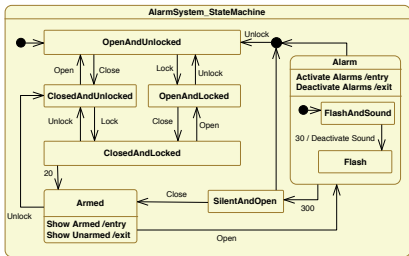 AlarmSystem_StateMachine
OpenAndUnlocked
Unlock
Open
Close
Lock
Unlock
Alarm
Activate Alarms /entry
Deactivate Alarms /exit
ClosedAndUnlocked
OpenAndLocked
FlashAndSound
Unlock
Lock
Close
Open
30 / Deactivate Sound
ClosedAndLocked
Flash
20
Armed
Close
SilentAndOpen
300
Unlock
Show Armed /entry
Show Unarmed /exit
Open